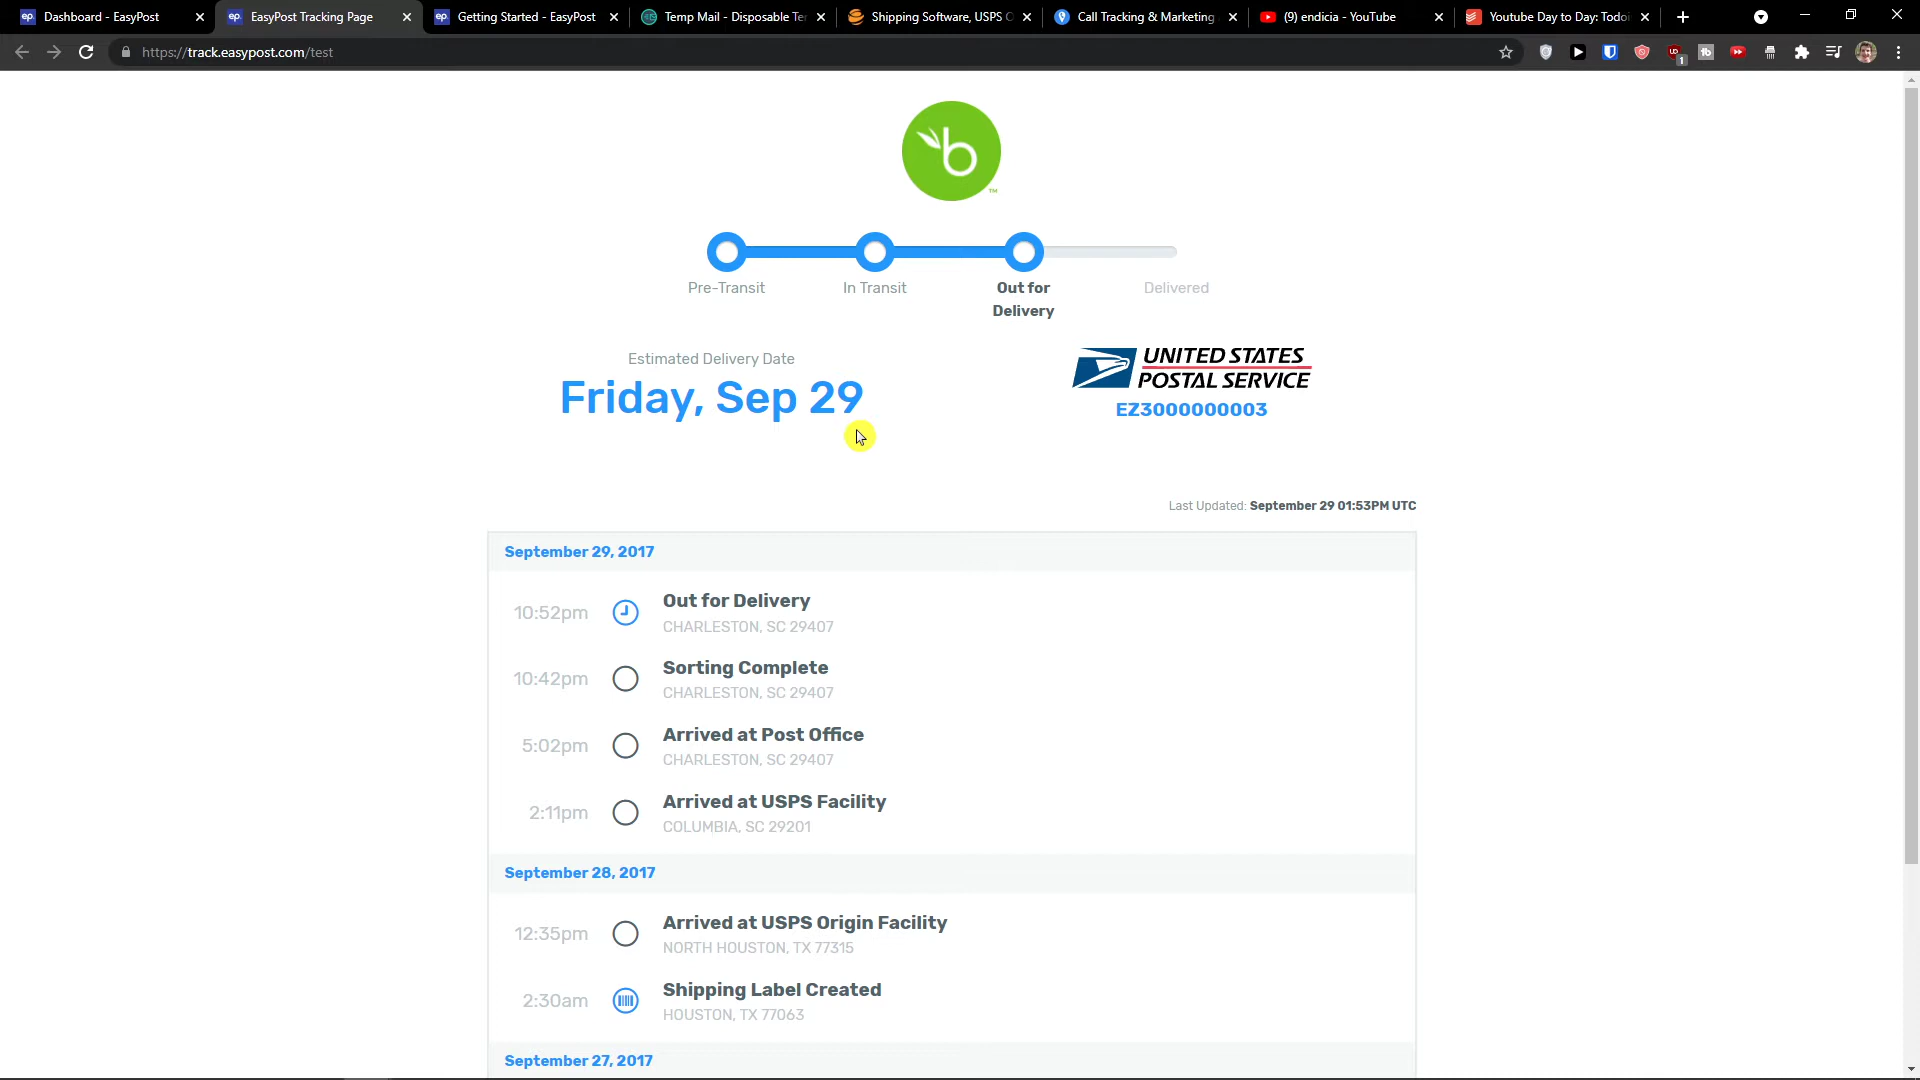 Dashboard - EasyPost
EasyPost Tracking Page
Getting Started - EasyPost
Temp Mail - Disposable Te
Shipping Software, USPS
Call Tracking & Marketing
(9) endicia - YouTube
Youtube Day to Day: Todoi
https://track.easypost.com/test
b
TM
Pre-Transit
In Transit
Out for
Delivery
Delivered
Estimated Delivery Date
Friday, Sep 29
UNITED STATES
POSTAL SERVICE
EZ3000000003
Last Updated: September 29 01:53PM UTC
September 29, 2017
10:52pm
Out for Delivery
CHARLESTON, SC 29407
10:42pm
Sorting Complete
CHARLESTON, SC 29407
5:02pm
Arrived at Post Office
CHARLESTON, SC 29407
2:11pm
Arrived at USPS Facility
COLUMBIA, SC 29201
September 28, 2017
12:35pm
Arrived at USPS Origin Facility
NORTH HOUSTON, TX 77315
2:30am
Shipping Label Created
HOUSTON, TX 77063
September 27, 2017